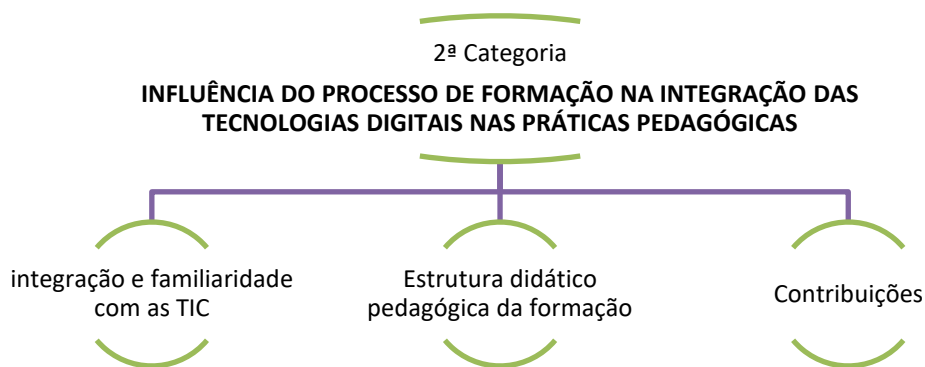 2ª Categoria
INFLUÊNCIA DO PROCESSO DE FORMAÇÃO NA INTEGRAÇÃO DAS
TECNOLOGIAS DIGITAIS NAS PRÁTICAS PEDAGÓGICAS
integração e familiaridade
com as TIC
Estrutura didático
pedagógica da formação
Contribuições